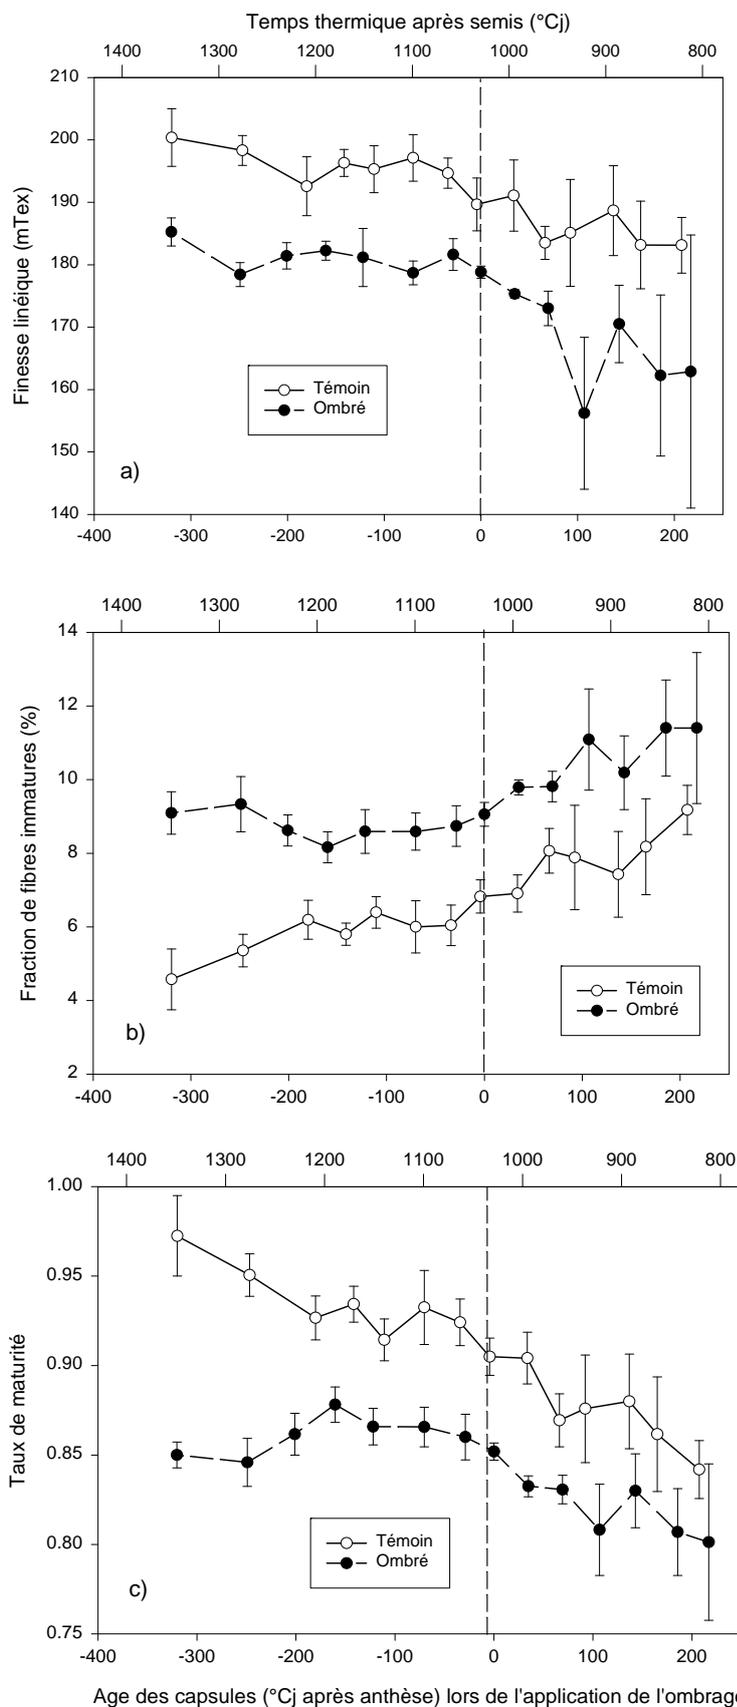 Temps thermique après semis (°Cj)
1400 1300 1200 1100 1000 900 800
210
200
190
180
170
160
150
140
Finesse linéique (mTex)
Témoin
Ombré
a)
-400 -300 -200 -100 0 100 200
1400 1300 1200 1100 1000 900 800
14
12
10
8
6
4
2
Fraction de fibres immatures (%)
Témoin
Ombré
b)
-400 -300 -200 -100 0 100 200
1400 1300 1200 1100 1000 900 800
1.00
0.95
0.90
0.85
0.80
0.75
Taux de maturité
Témoin
Ombré
c)
-400 -300 -200 -100 0 100 200
Age des capsules (°Cj après anthèse) lors de l'application de l'ombrage